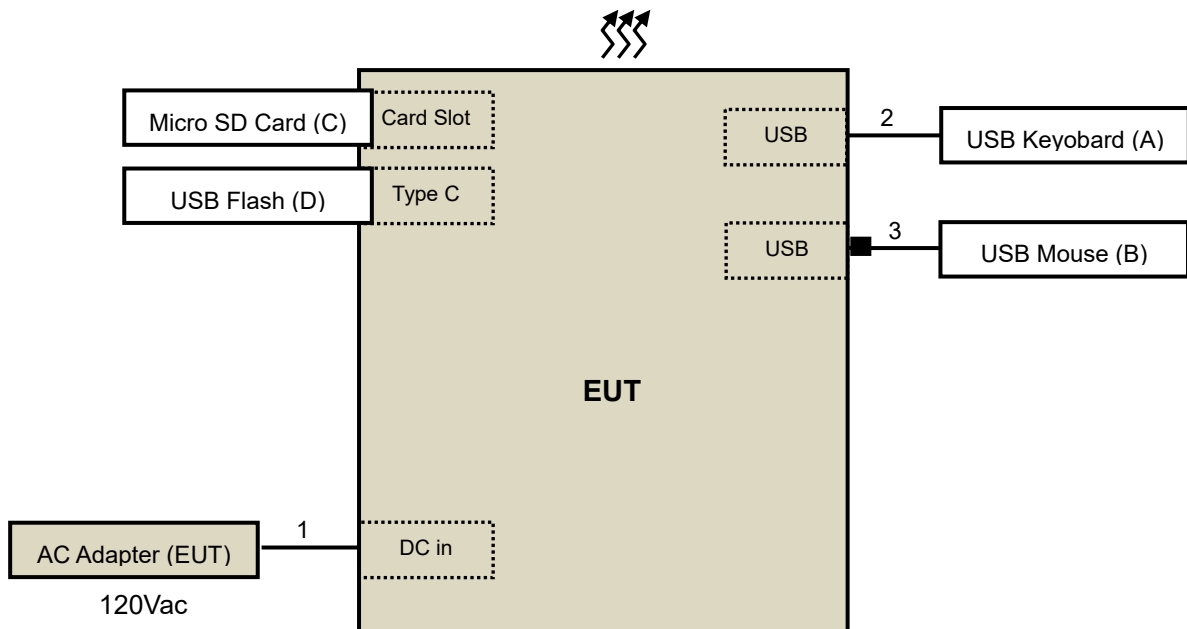 Micro SD Card (C)
Card Slot
USB
2
USB Keyobard (A)
USB Flash (D)
Type C
USB
3
USB Mouse (B)
EUT
AC Adapter (EUT)
1
DC in
120Vac